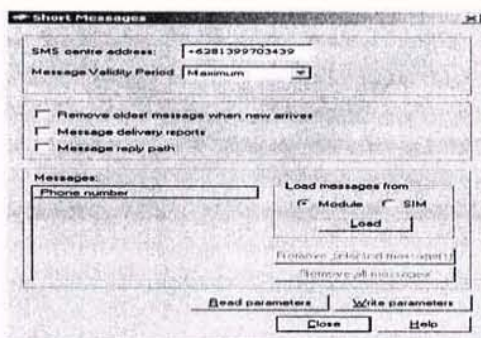 Short Messages
SMS centre address: +6281399703439
Message Validity Period Maximum
Remove oldest message when new arrives
Message delivery reports
Message reply path
Messages:
Phone number
Load messages from
Module SIM
Load
Remove selected messages
Remove all messages
Read parameters Write parameters
Close Help